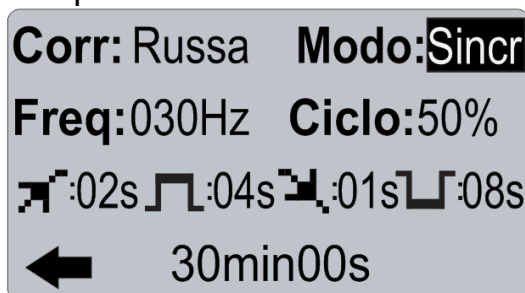 Corr: Russa Modo:Sincr
Freq:030Hz Ciclo:50%
:02s :04s :01s :08s
30min00s